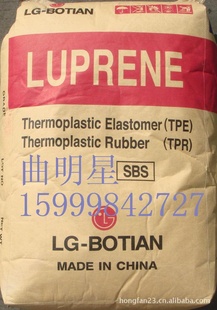 LG-BOTIAN
LUPRENE
Thermoplastic Elastomer (TPE)
Thermoplastic Rubber (TPR)
SBS
曲明星
15999842727
LG
LG-BOTIAN
MADE IN CHINA
hongfan23.cn.alibaba.com